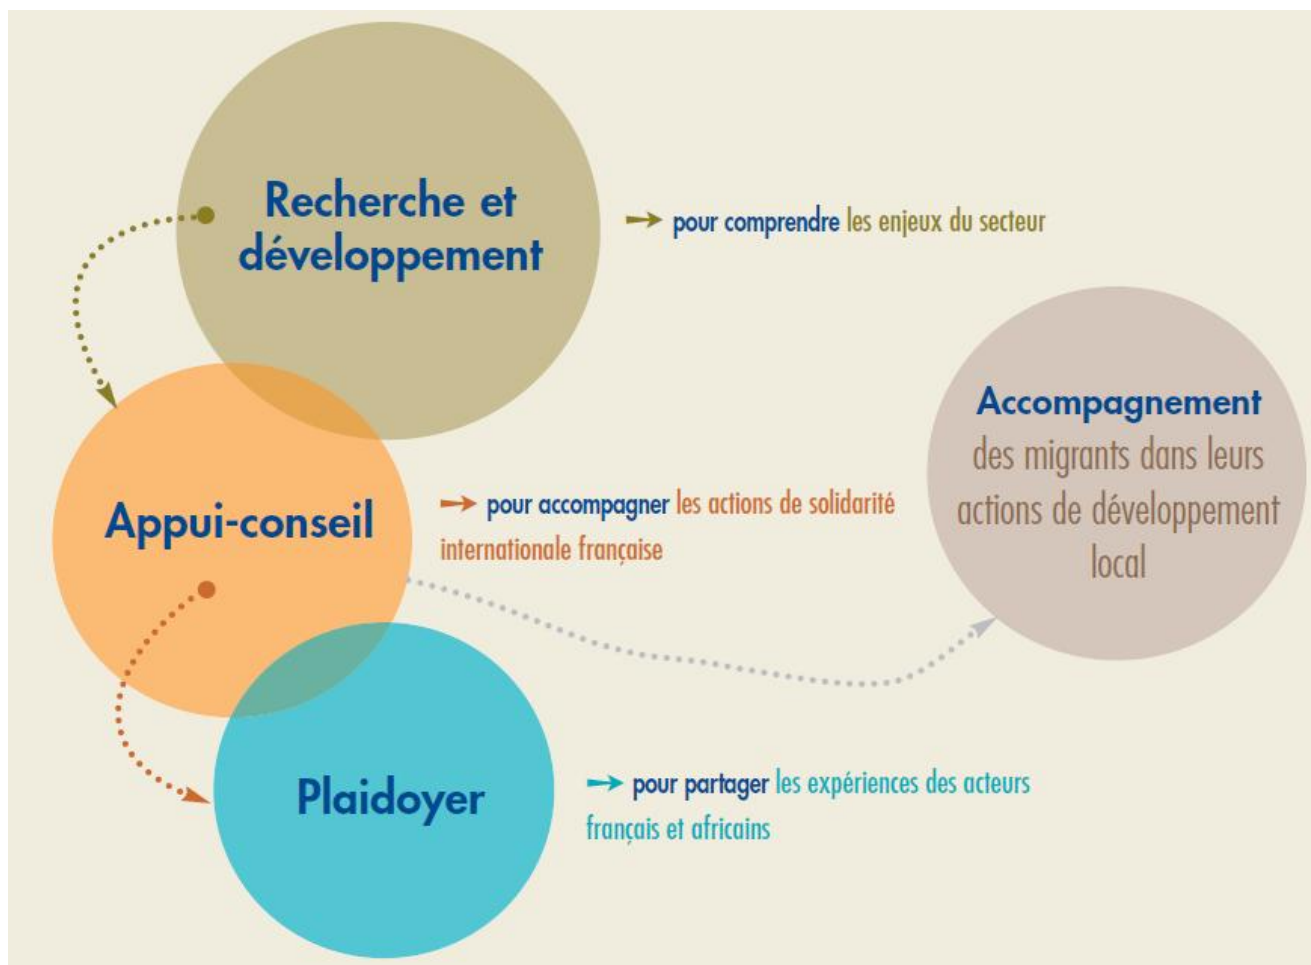 Recherche et
développement
pour comprendre les enjeux du secteur
Accompagnement
des migrants dans leurs
actions de développement
local
Appui-conseil
pour accompagner les actions de solidarité
internationale française
Plaidoyer
pour partager les expériences des acteurs
français et africains